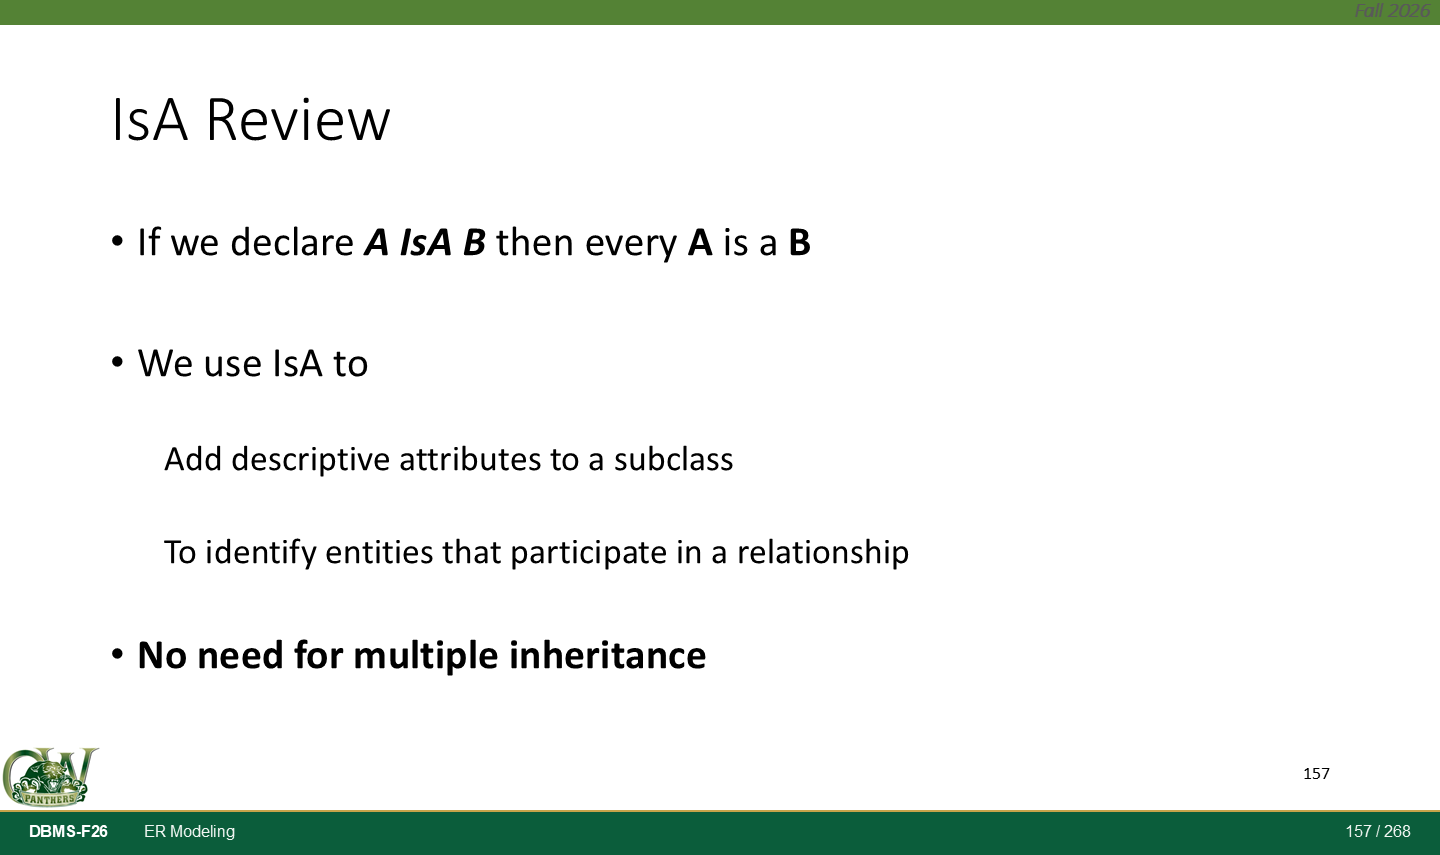 Fall 2026
IsA Review
• If we declare A IsA B then every A is a B
• We use IsA to
Add descriptive attributes to a subclass
To identify entities that participate in a relationship
• No need for multiple inheritance
OW
PANTHERS
157
DBMS-F26 ER Modeling 157 / 268